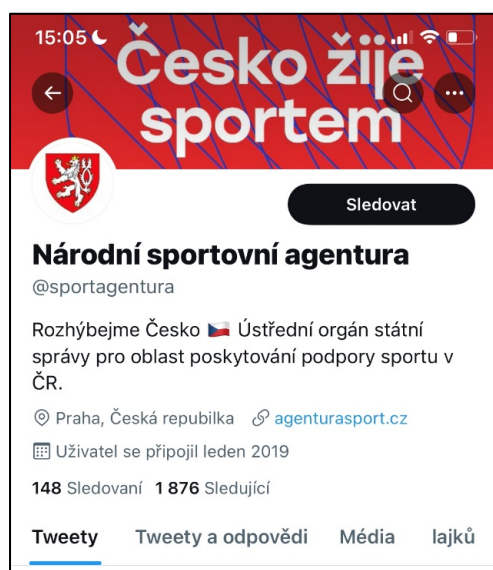 15:05
Česko žije
sportem
Sledovat
Národní sportovní agentura
@sportagentura
Rozhýbejme Česko 🇨🇿 Ústřední orgán státní
správy pro oblast poskytování podpory sportu v
ČR.
Praha, Česká repubilka agenturasport.cz
Uživatel se připojil leden 2019
148 Sledovaní 1 876 Sledující
Tweety Tweety a odpovědi Média lajků